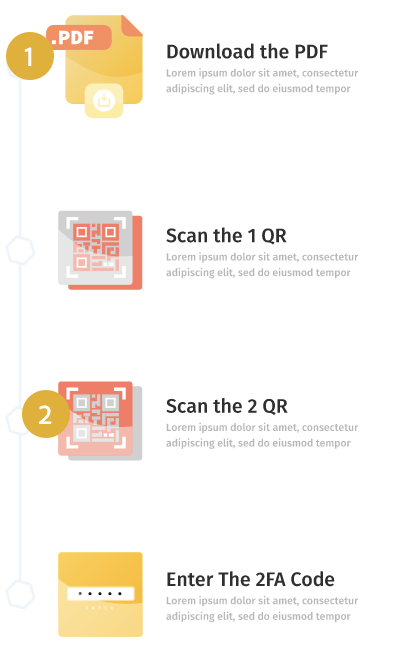 .PDF
1
Download the PDF
Lorem ipsum dolor sit amet, consectetur
adipiscing elit, sed do eiusmod tempor
Scan the 1 QR
Lorem ipsum dolor sit amet, consectetur
adipiscing elit, sed do eiusmod tempor
2
Scan the 2 QR
Lorem ipsum dolor sit amet, consectetur
adipiscing elit, sed do eiusmod tempor
Enter The 2FA Code
Lorem ipsum dolor sit amet, consectetur
adipiscing elit, sed do eiusmod tempor